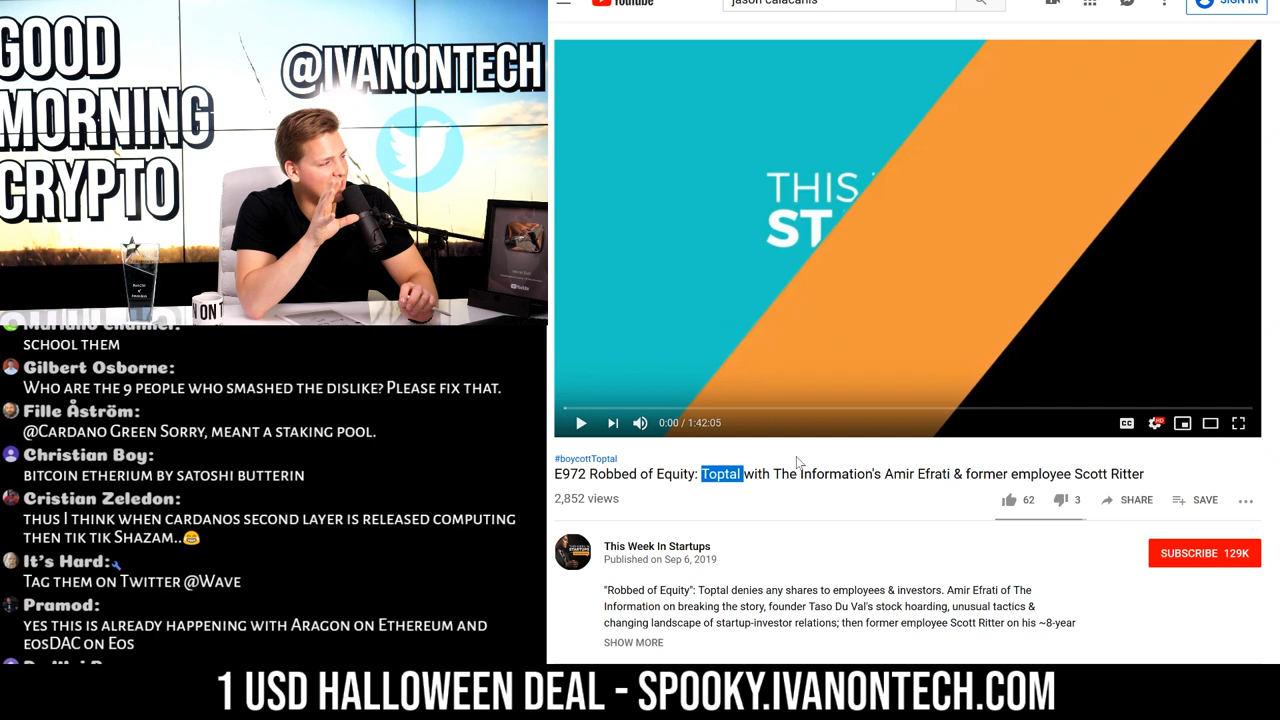 GOOD
MORNING
CRYPTO
@IVANONTECH
ON T
SCHOOL THEM
Gilbert Osborne:
WHO ARE THE 9 PEOPLE WHO SMASHED THE DISLIKE? PLEASE FIX THAT.
Fille Åström:
@CARDANO GREEN SORRY, MEANT A STAKING POOL.
Christian Boy:
BITCOIN ETHERIUM BY SATOSHI BUTTERIN
Cristian Zeledon:
THUS I THINK WHEN CARDANOS SECOND LAYER IS RELEASED COMPUTING
THEN TIK TIK SHAZAM..😂
It's Hard:
TAG THEM ON TWITTER @WAVE
Pramod:
YES THIS IS ALREADY HAPPENING WITH ARAGON ON ETHEREUM AND
EOSDAC ON EOS
YouTube
jason calacanis
SIGN IN
THIS
ST
0:00 / 1:42:05
CC
HD
#boycottToptal
E972 Robbed of Equity: Toptal with The Information's Amir Efrati & former employee Scott Ritter
2,852 views
62
3
SHARE
SAVE
This Week In Startups
Published on Sep 6, 2019
SUBSCRIBE 129K
"Robbed of Equity": Toptal denies any shares to employees & investors. Amir Efrati of The
Information on breaking the story, founder Taso Du Val's stock hoarding, unusual tactics &
changing landscape of startup-investor relations; then former employee Scott Ritter on his ~8-year
SHOW MORE
1 USD HALLOWEEN DEAL - SPOOKY.IVANONTECH.COM